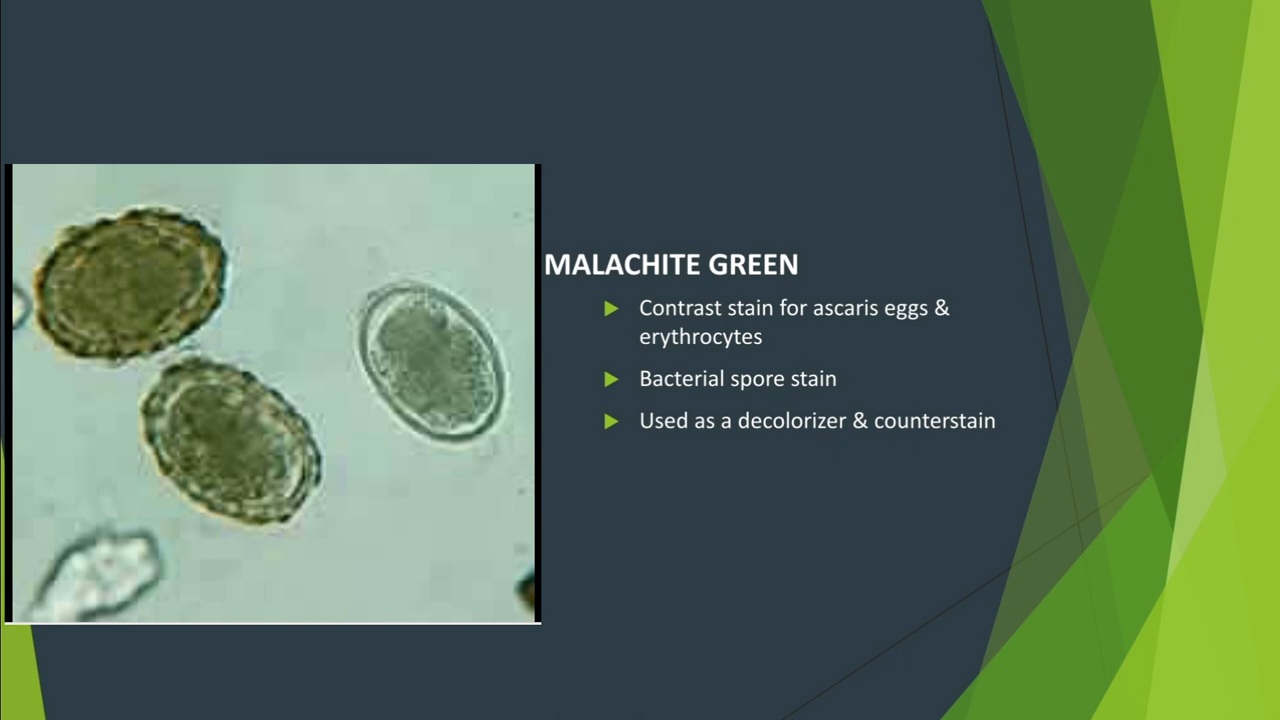 MALACHITE GREEN
Contrast stain for ascaris eggs &
erythrocytes
Bacterial spore stain
Used as a decolorizer & counterstain